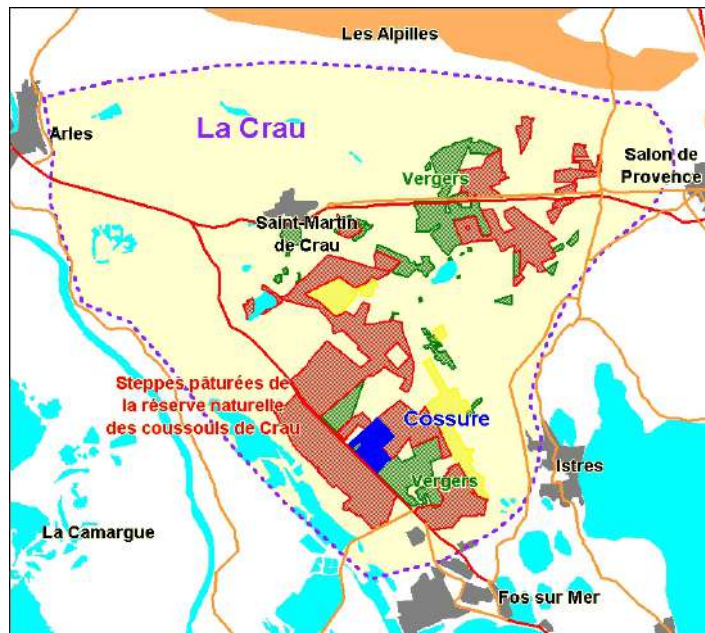 Les Alpilles
La Crau
Arles
Vergers
Salon de
Provence
Saint-Martin
de Crau
Steppes pâturées de
la réserve naturelle
des coussouls de Crau
Cossure
Vergers
Istres
La Camargue
Fos sur Mer